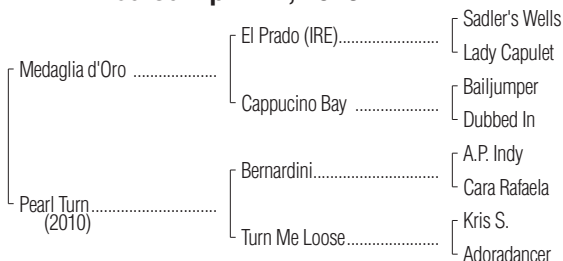 El Prado (IRE)
Sadler's Wells
Lady Capulet
Medaglia d'Oro
Cappucino Bay
Bailjumper
Dubbed In
Bernardini
A.P. Indy
Cara Rafaela
Pearl Turn
(2010)
Turn Me Loose
Kris S.
Adoradancer